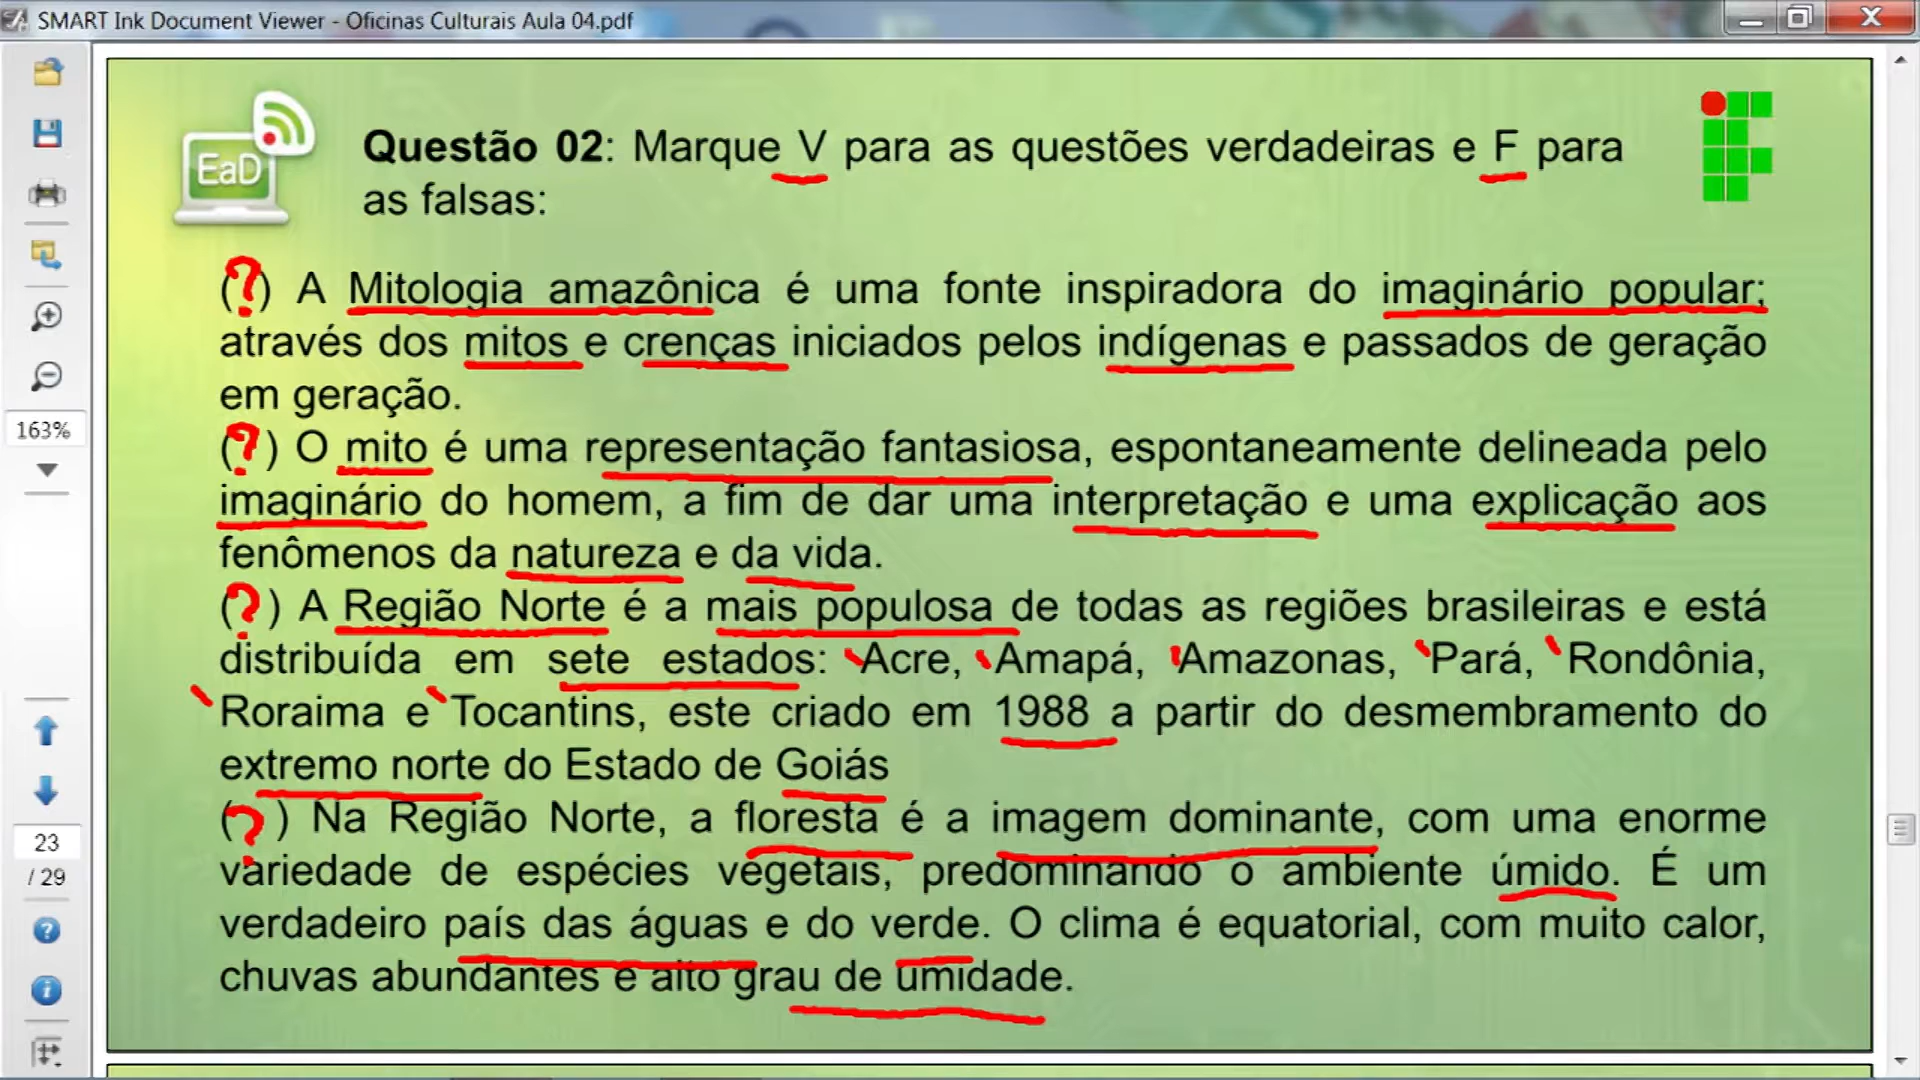 SMART Ink Document Viewer - Oficinas Culturais Aula 04.pdf
EaD
Questão 02: Marque V para as questões verdadeiras e F para
as falsas:
(?) A Mitologia amazônica é uma fonte inspiradora do imaginário popular;
através dos mitos e crenças iniciados pelos indígenas e passados de geração
em geração.
(?) O mito é uma representação fantasiosa, espontaneamente delineada pelo
imaginário do homem, a fim de dar uma interpretação e uma explicação aos
fenômenos da natureza e da vida.
(?) A Região Norte é a mais populosa de todas as regiões brasileiras e está
distribuída em sete estados: Acre, Amapá, Amazonas, Pará, Rondônia,
Roraima e Tocantins, este criado em 1988 a partir do desmembramento do
extremo norte do Estado de Goiás
(?) Na Região Norte, a floresta é a imagem dominante, com uma enorme
variedade de espécies vegetais, predominando o ambiente úmido. É um
verdadeiro país das águas e do verde. O clima é equatorial, com muito calor,
chuvas abundantes e alto grau de umidade.
163%
23
/ 29